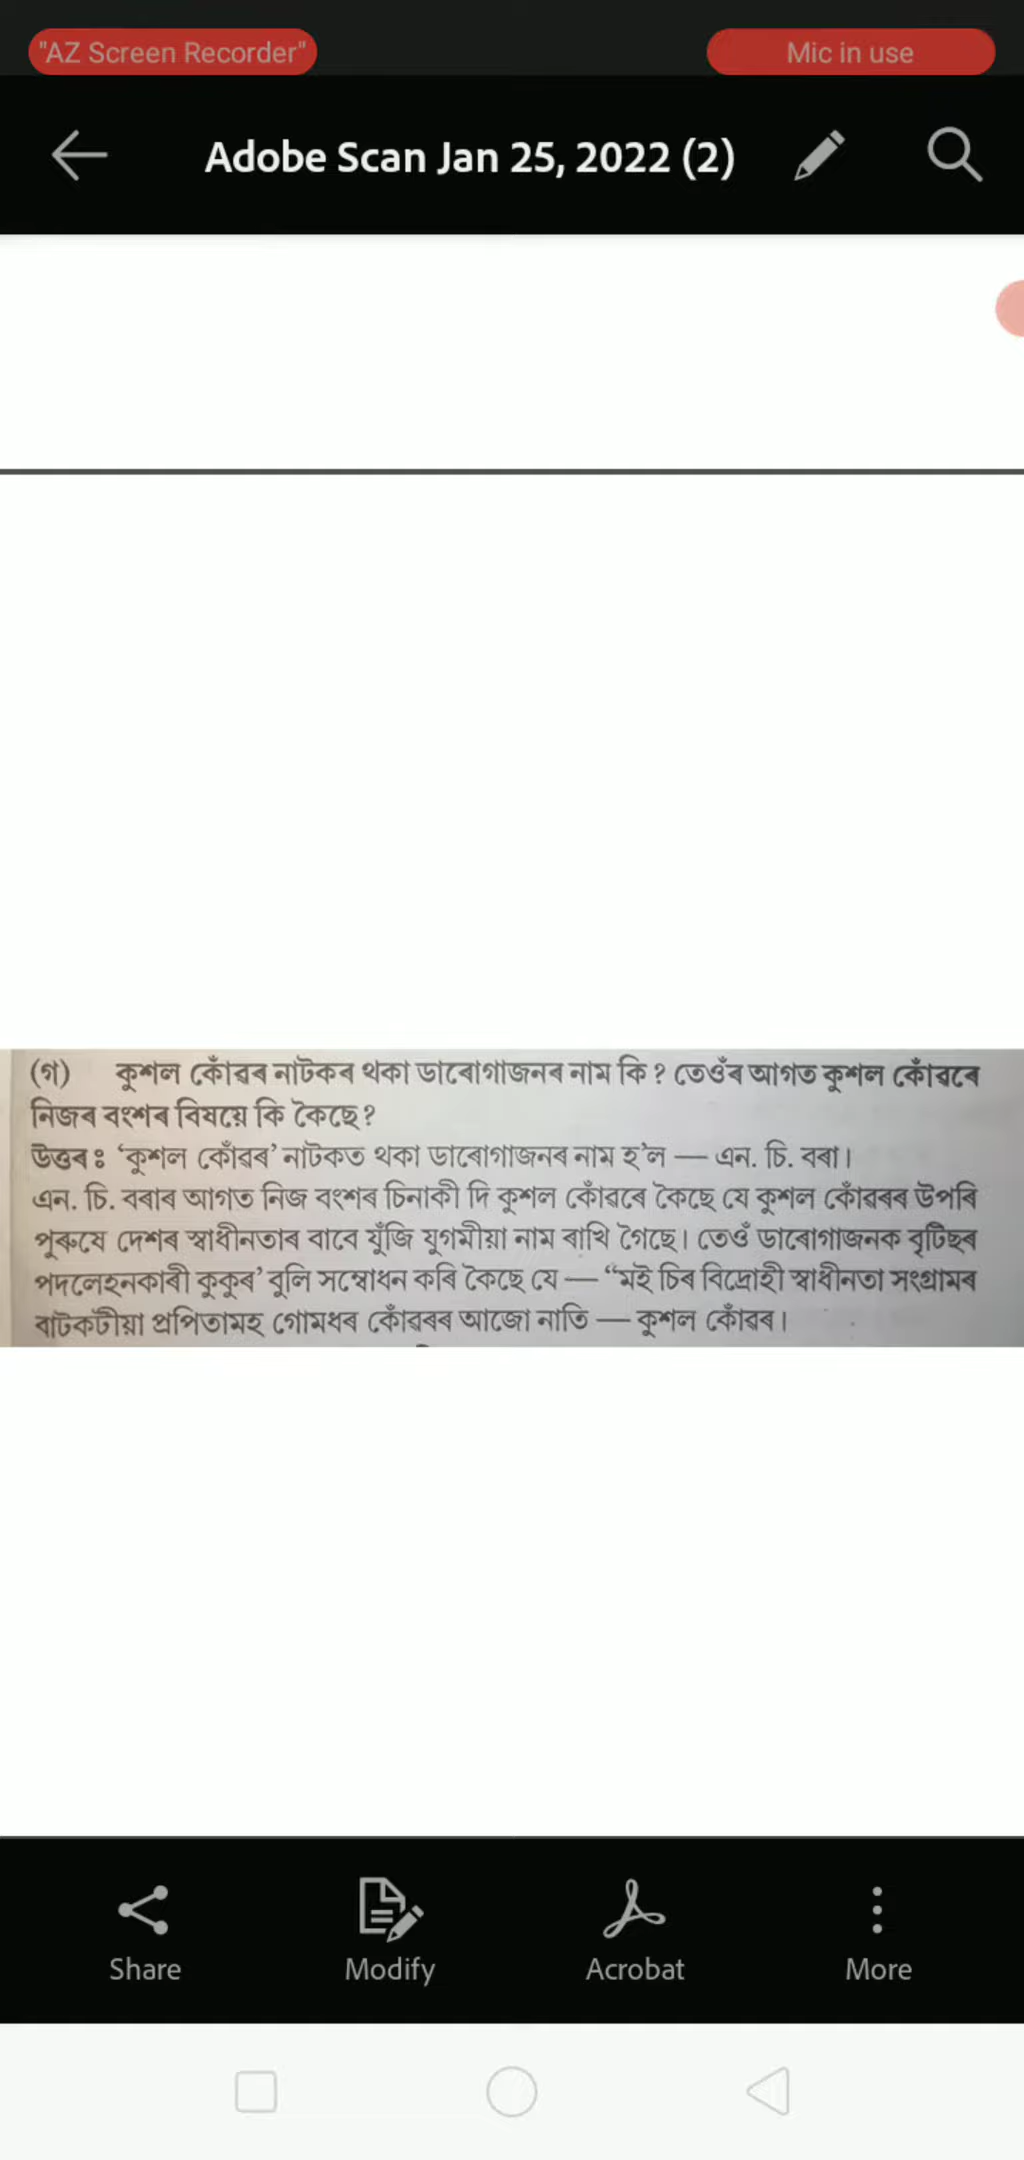 "AZ Screen Recorder"
Mic in use
Adobe Scan Jan 25, 2022 (2)
(গ) কুশল কোঁৱৰ নাটকৰ থকা ডাৰোগাজনৰ নাম কি? তেওঁৰ আগত কুশল কোঁৱৰে
নিজৰ বংশৰ বিষয়ে কি কৈছে?
উত্তৰঃ ‘কুশল কোঁৱৰ’ নাটকত থকা ডাৰোগাজনৰ নাম হ’ল — এন. চি. বৰা।
এন. চি. বৰাৰ আগত নিজ বংশৰ চিনাকী দি কুশল কোঁৱৰে কৈছে যে কুশল কোঁৱৰৰ উপৰি
পুৰুষে দেশৰ স্বাধীনতাৰ বাবে যুঁজি যুগমীয়া নাম ৰাখি গৈছে। তেওঁ ডাৰোগাজনক বৃটিছৰ
পদলেহনকাৰী কুকুৰ’ বুলি সম্বোধন কৰি কৈছে যে — “মই চিৰ বিদ্ৰোহী স্বাধীনতা সংগ্ৰামৰ
বাটকটীয়া প্ৰপিতামহ গোমধৰ কোঁৱৰৰ আজো নাতি — কুশল কোঁৱৰ।
Share
Modify
Acrobat
More